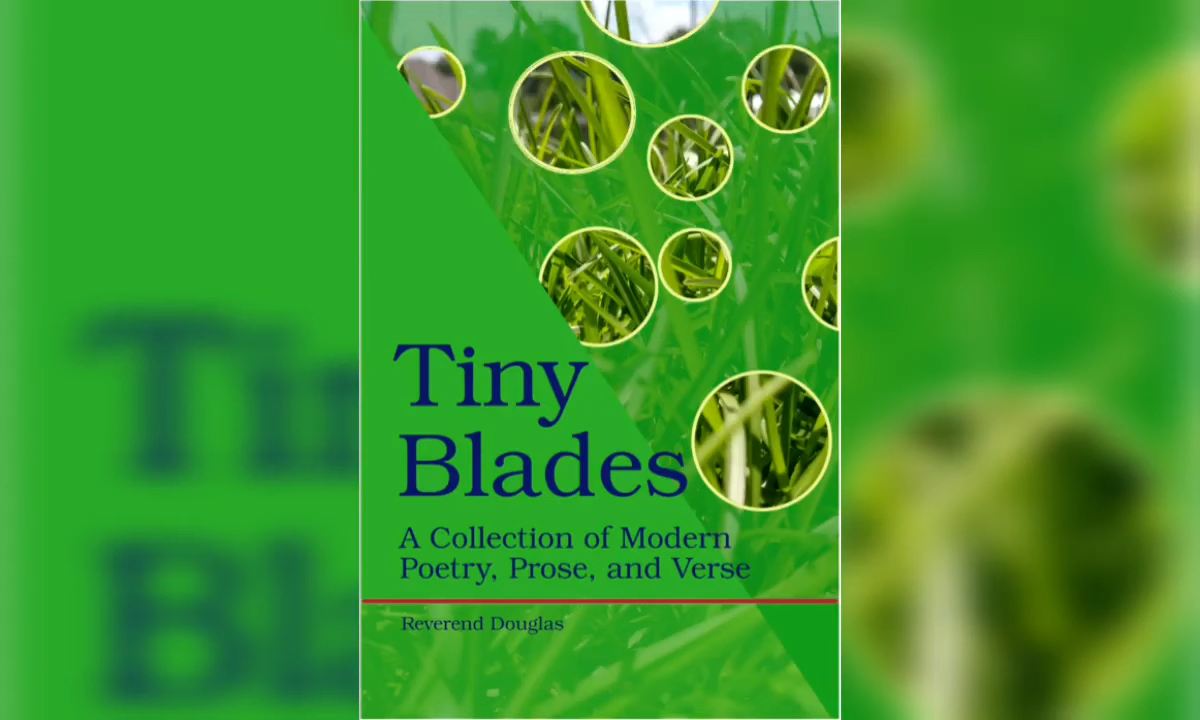 Tiny
Blades
A Collection of Modern
Poetry, Prose, and Verse
Reverend Douglas